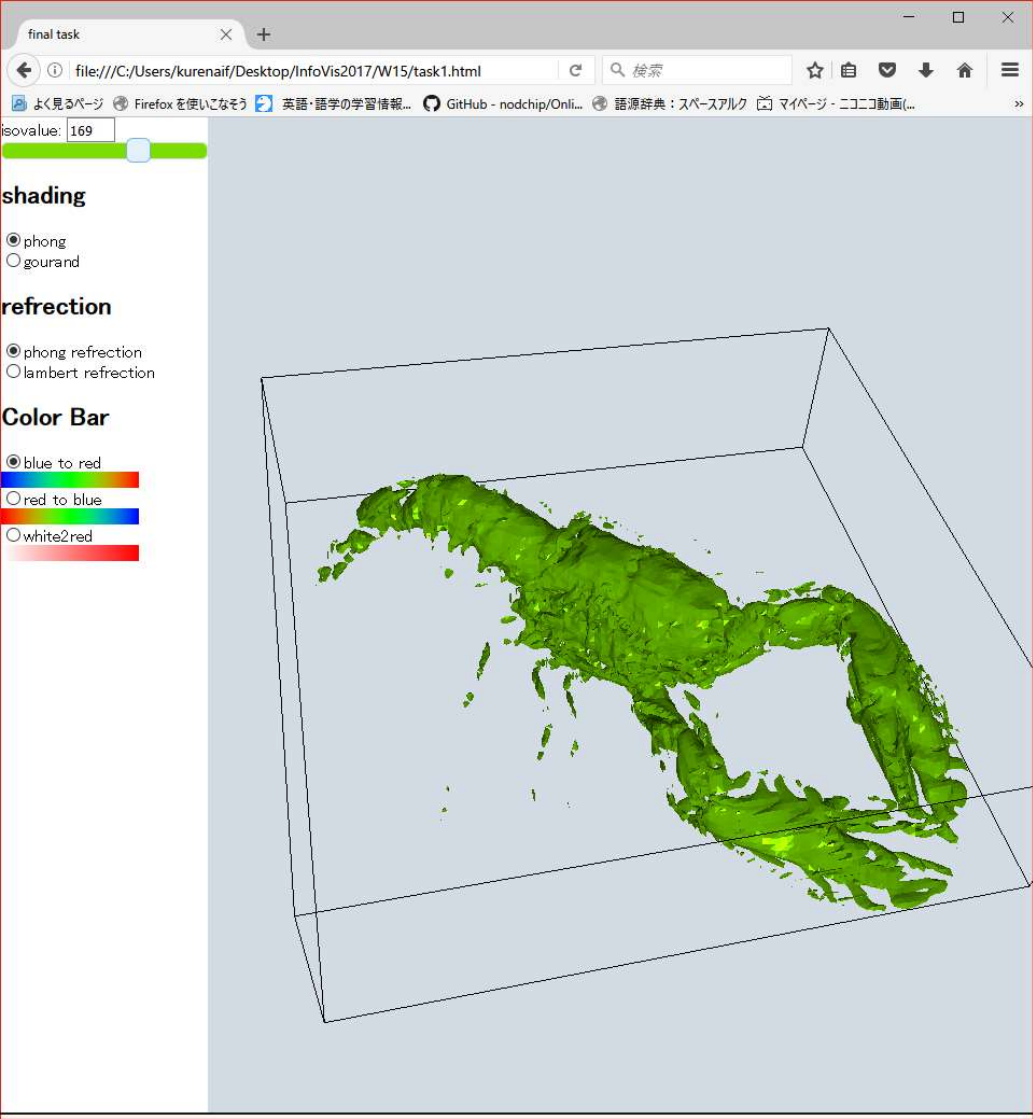 final task
file:///C:/Users/kurenaif/Desktop/InfoVis2017/W15/task1.html
検索
よく見るページ Firefox を使いこなそう 英語・語学の学習情報... GitHub - nodchip/Onli... 語源辞典：スペースアルク マイページ - ニコニコ動画(...
isovalue: 169
shading
phong
gourand
refrection
phong refrection
lambert refrection
Color Bar
blue to red
red to blue
white2red